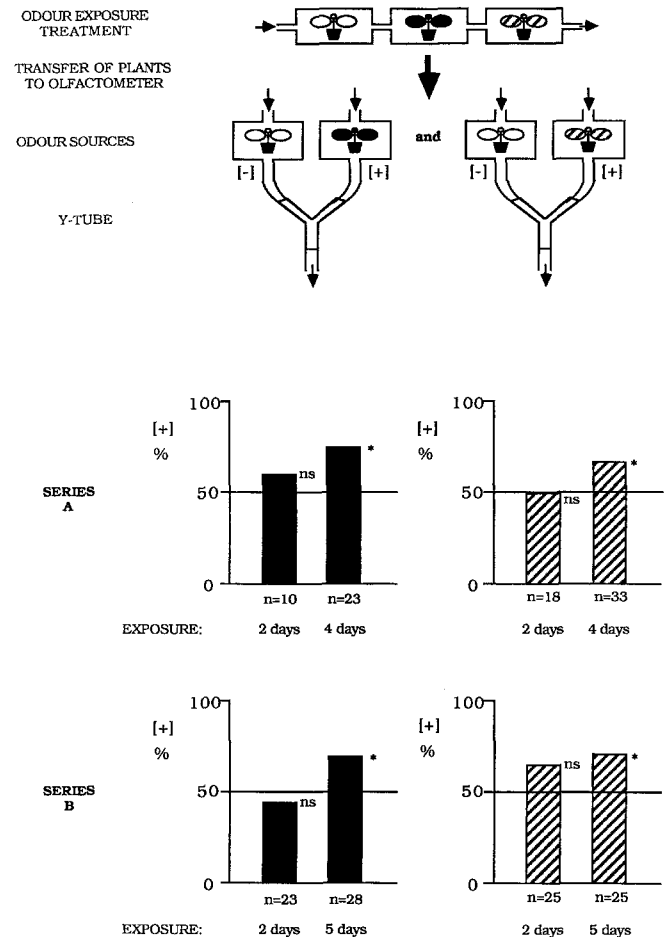 ODOUR EXPOSURE
TREATMENT
TRANSFER OF PLANTS
TO OLFACTOMETER
ODOUR SOURCES
and
[-]
[+]
[-]
[+]
Y-TUBE
100
[+]
%
50
0
ns
*
n=10
n=23
100
[+]
%
50
0
ns
*
n=18
n=33
SERIES
A
EXPOSURE:
2 days
4 days
2 days
4 days
100
[+]
%
50
0
ns
*
n=23
n=28
100
[+]
%
50
0
ns
*
n=25
n=25
SERIES
B
EXPOSURE:
2 days
5 days
2 days
5 days